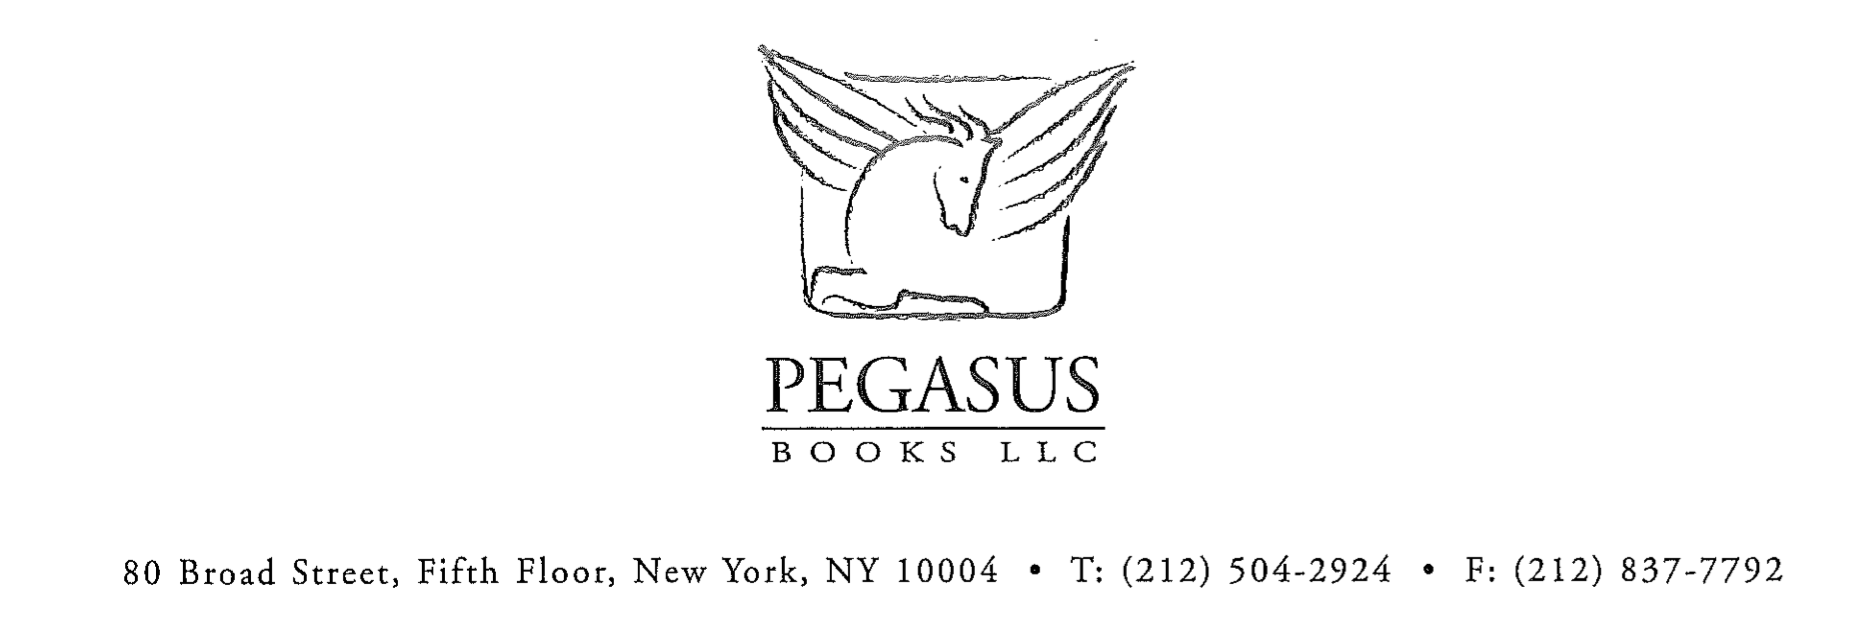 PEGASUS
BOOKS LLC
80 Broad Street, Fifth Floor, New York, NY 10004 • T: (212) 504-2924 • F: (212) 837-7792